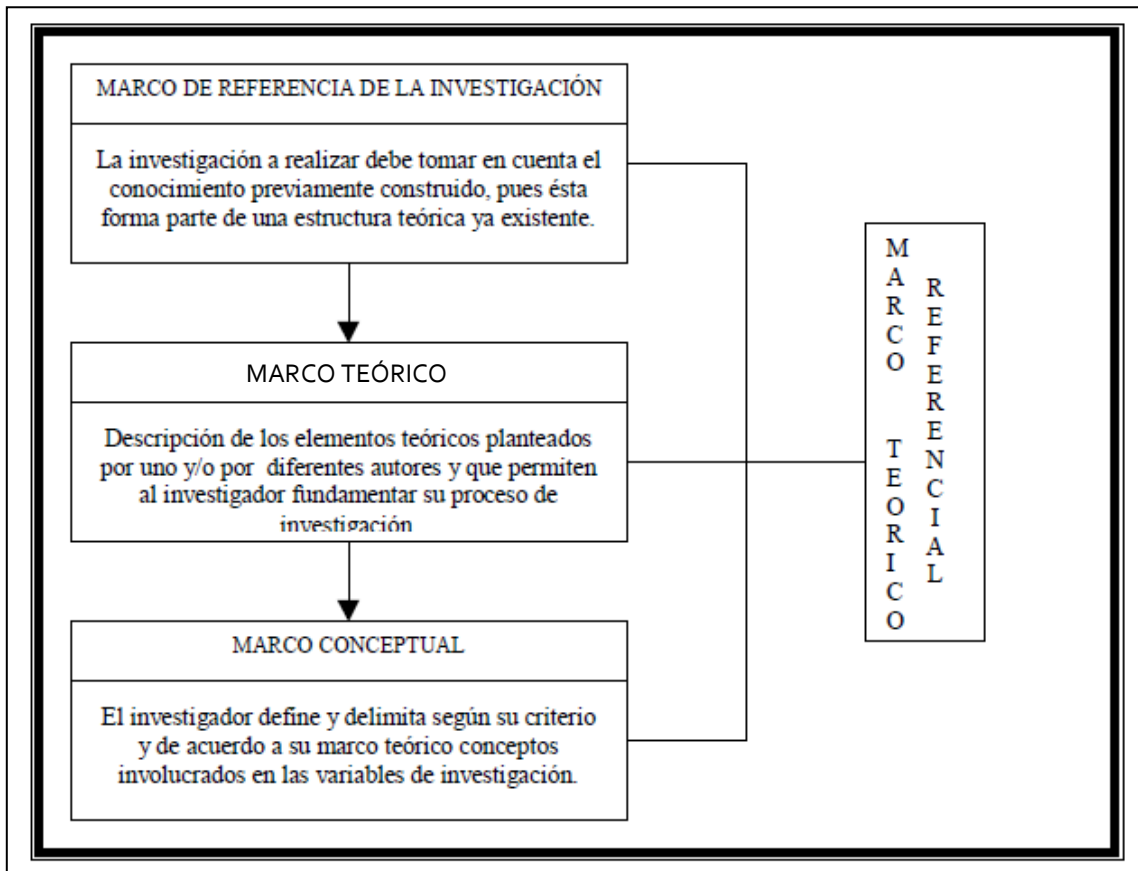 MARCO DE REFERENCIA DE LA INVESTIGACIÓN
La investigación a realizar debe tomar en cuenta el
conocimiento previamente construido, pues ésta
forma parte de una estructura teórica ya existente.
MARCO TEÓRICO
Descripción de los elementos teóricos planteados
por uno y/o por diferentes autores y que permiten
al investigador fundamentar su proceso de
investigación
MARCO CONCEPTUAL
El investigador define y delimita según su criterio
y de acuerdo a su marco teórico conceptos
involucrados en las variables de investigación.
MARCO TEORICO
REFERENCIAL